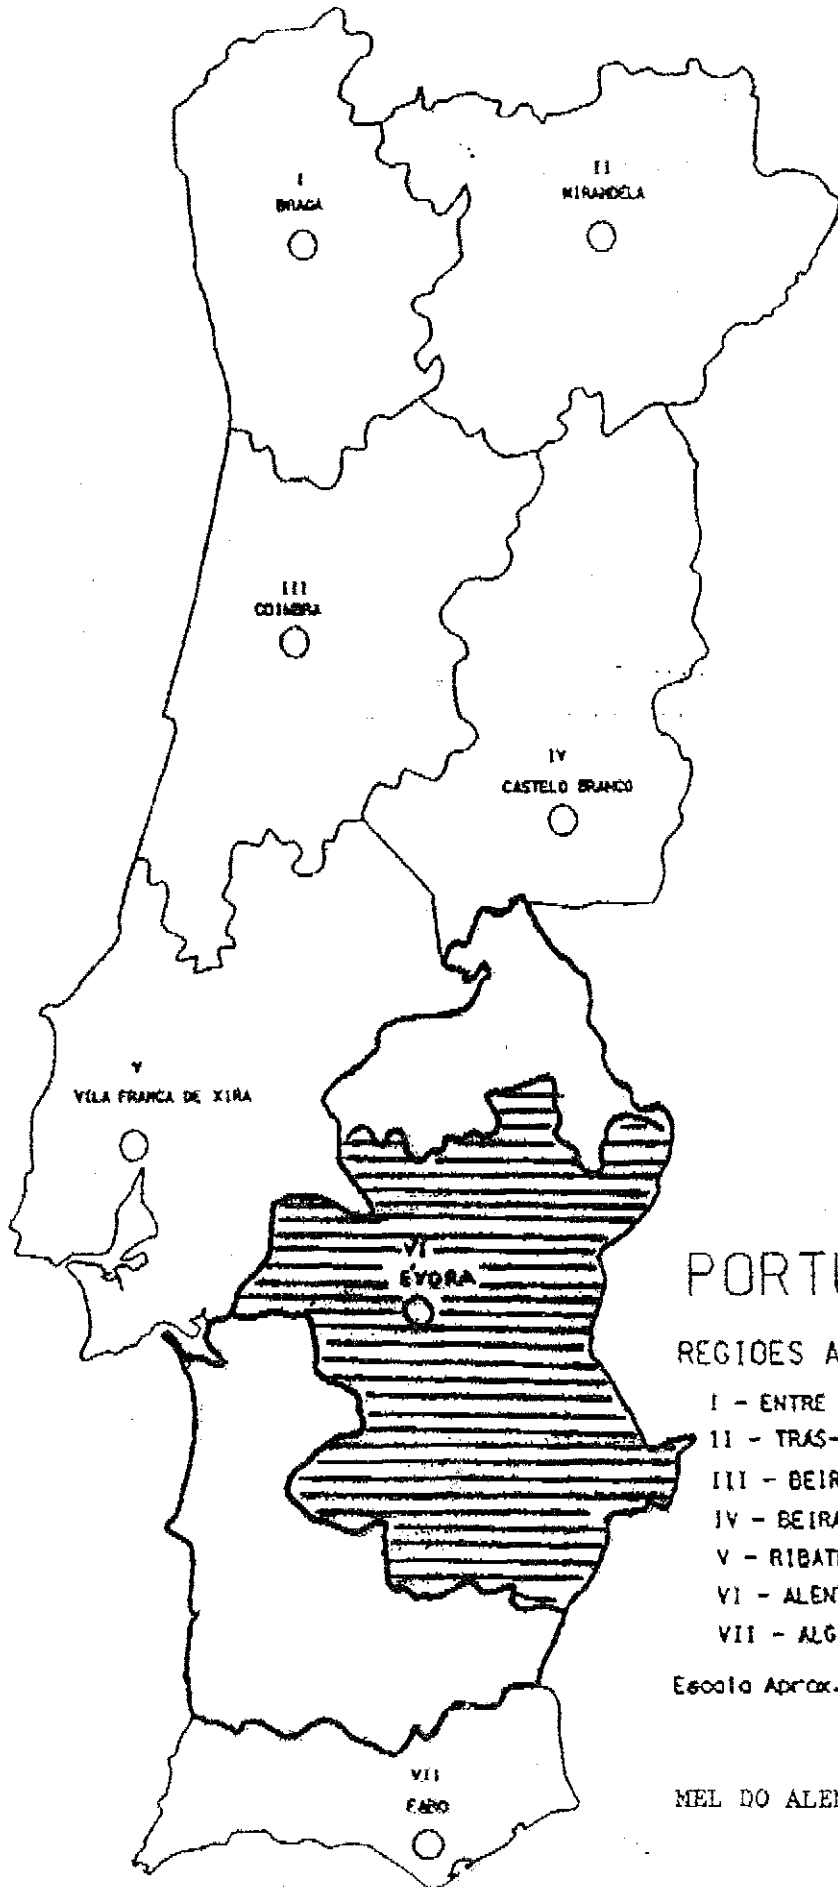 I
BRAGA
II
MIRANDELA
III
COIMBRA
IV
CASTELO BRANCO
V
VILA FRANCA DE XIRA
VI
ÉVORA
PORTU
REGIOES A
I - ENTRE
II - TRAS-
III - BEIR
IV - BEIRA
V - RIBAT
VI - ALEN
VII - ALG
Escala Aprox.
VII
FARO
MEL DO ALEN